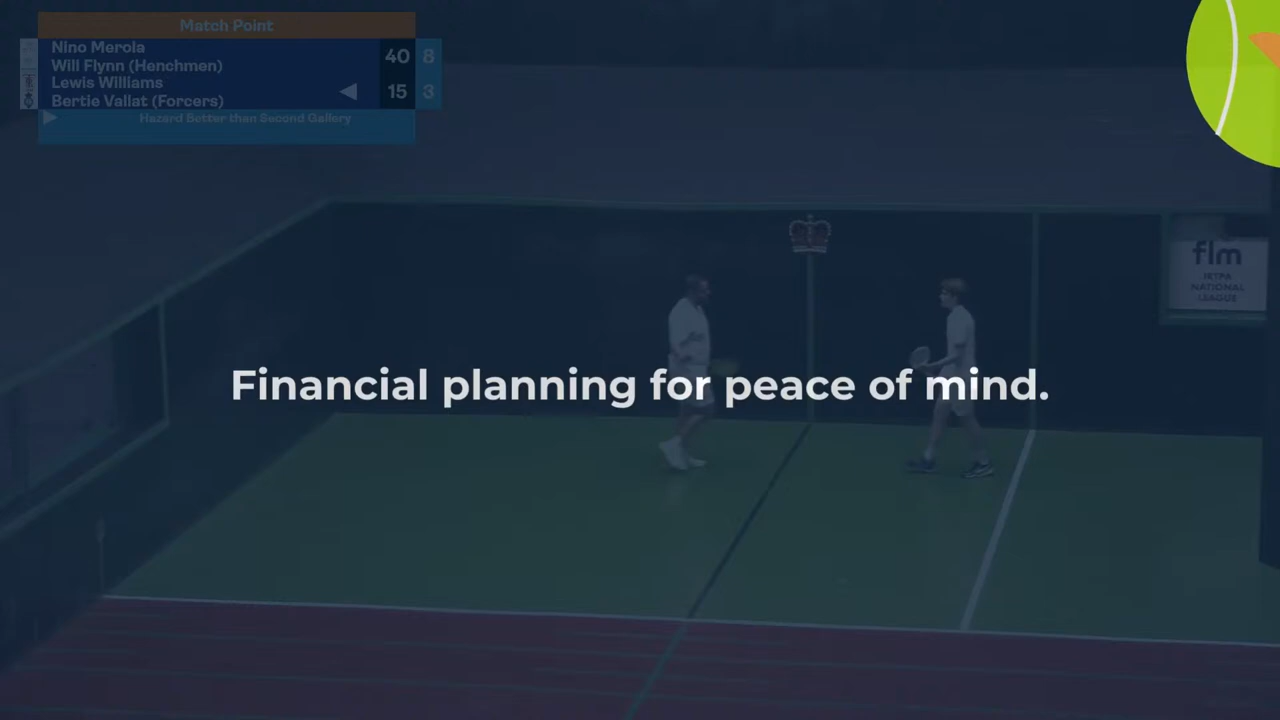 Match Point
Nino Merola
Will Flynn (Henchmen)
40 8
Lewis Williams
Bertie Vallat (Forcers)
15 3
Hazard Better than Second Gallery
flm
IRTPA
NATIONAL
LEAGUE
Financial planning for peace of mind.